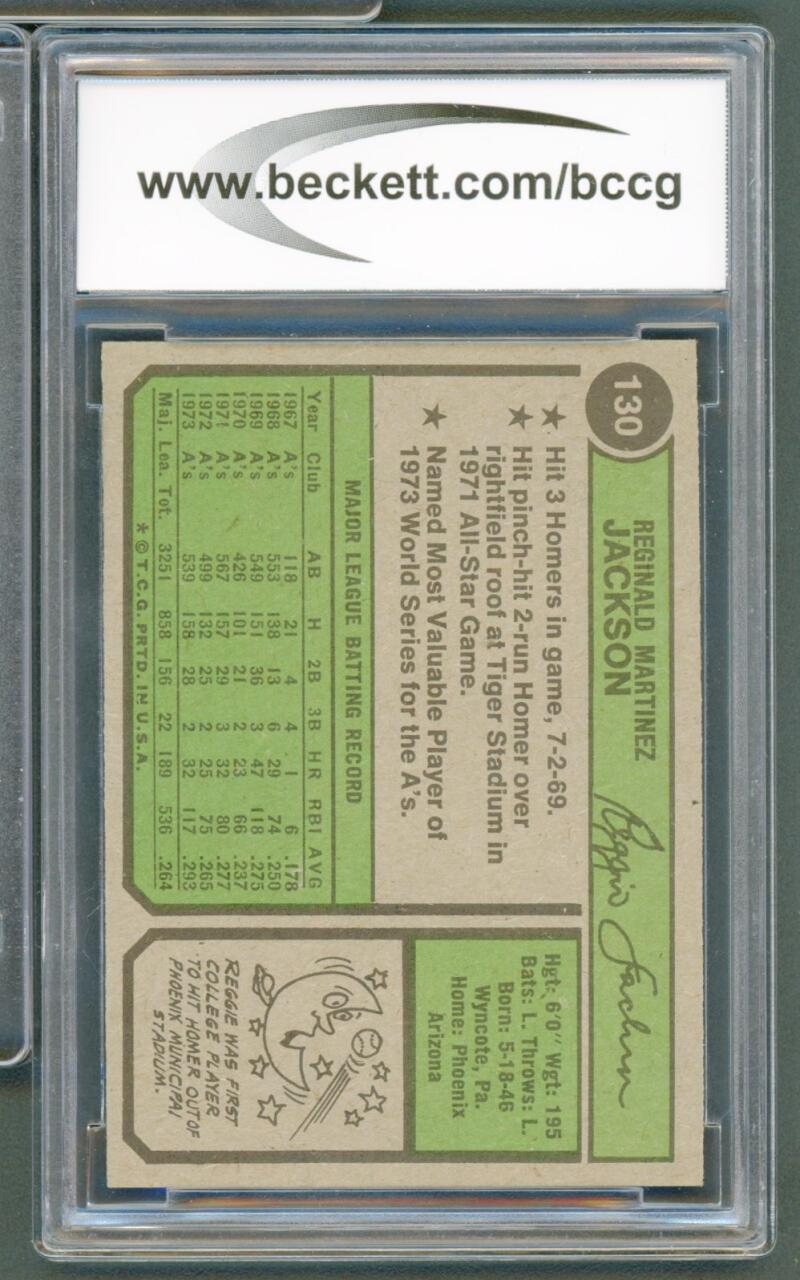 www.beckett.com/bccg
130
REGINALD MARTINEZ
JACKSON
Reggie Jackson
★ Hit 3 Homers in game, 7-2-69.
★ Hit pinch-hit 2-run Homer over
rightfield roof at Tiger Stadium in
1971 All-Star Game.
★ Named Most Valuable Player of
1973 World Series for the A's.
MAJOR LEAGUE BATTING RECORD
Year Club AB H 2B 3B HR RBI AVG
1967 A's 118 21 4 4 1 6 .178
1968 A's 553 138 13 6 29 74 .250
1969 A's 549 151 36 3 47 118 .275
1970 A's 426 101 21 2 23 66 .237
1971 A's 567 157 29 3 32 80 .277
1972 A's 499 132 25 2 25 75 .265
1973 A's 539 158 28 2 32 117 .293
Maj. Lea. Tot. 3251 858 156 22 189 536 .264
* © T.C.G. PRTD. IN U.S.A.
Hgt: 6'0" Wgt: 195
Bats: L. Throws: L.
Born: 5-18-46
Wyncote, Pa.
Home: Phoenix
Arizona
REGGIE WAS FIRST
COLLEGE PLAYER
TO HIT HOMER OUT OF
PHOENIX MUNICIPAL
STADIUM.